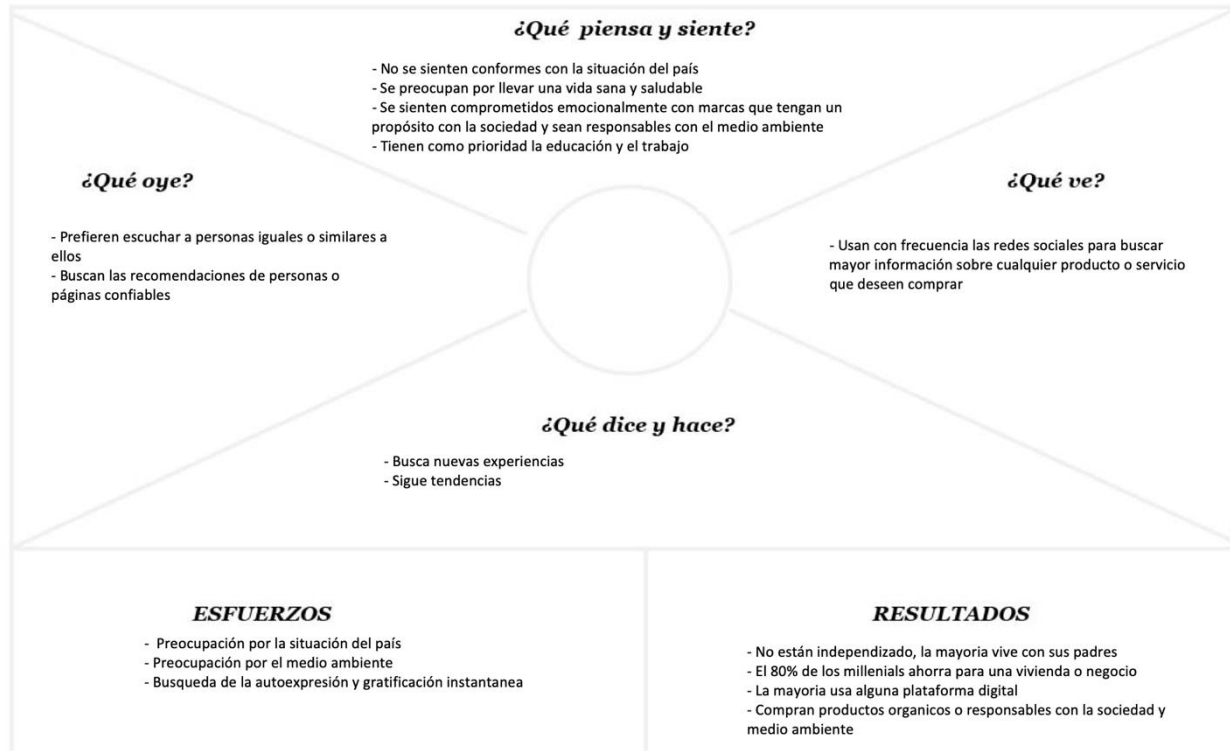 ¿Qué piensa y siente?
- No se sienten conformes con la situación del país
- Se preocupan por llevar una vida sana y saludable
- Se sienten comprometidos emocionalmente con marcas que tengan un
propósito con la sociedad y sean responsables con el medio ambiente
- Tienen como prioridad la educación y el trabajo
¿Qué oye?
- Prefieren escuchar a personas iguales o similares a
ellos
- Buscan las recomendaciones de personas o
páginas confiables
¿Qué ve?
- Usan con frecuencia las redes sociales para buscar
mayor información sobre cualquier producto o servicio
que deseen comprar
¿Qué dice y hace?
- Busca nuevas experiencias
- Sigue tendencias
ESFUERZOS
- Preocupación por la situación del país
- Preocupación por el medio ambiente
- Busqueda de la autoexpresión y gratificación instantanea
RESULTADOS
- No están independizado, la mayoria vive con sus padres
- El 80% de los millenials ahorra para una vivienda o negocio
- La mayoria usa alguna plataforma digital
- Compran productos organicos o responsables con la sociedad y
medio ambiente